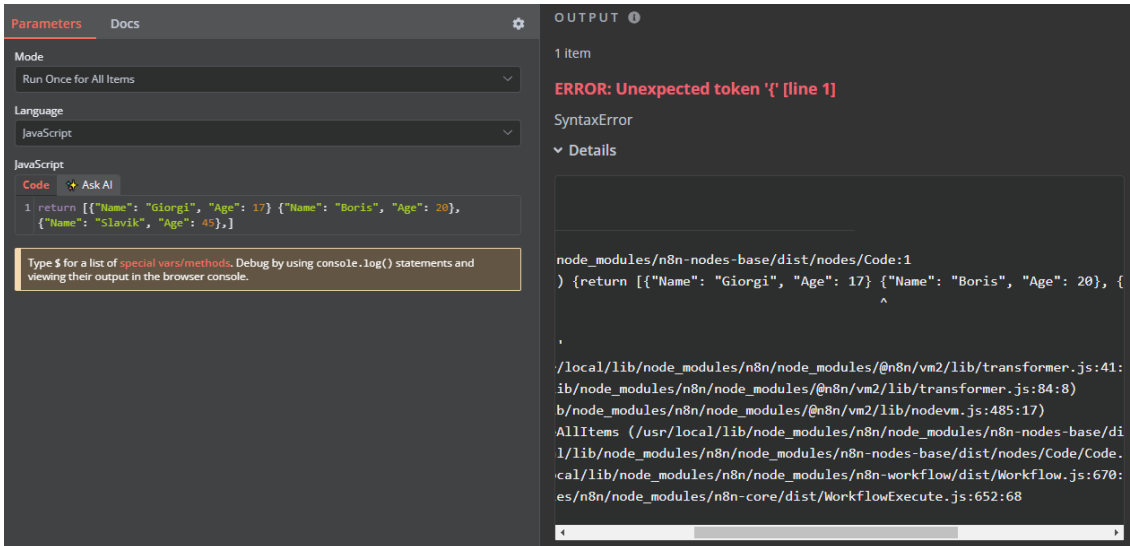 Parameters Docs
Mode
Run Once for All Items
Language
JavaScript
JavaScript
Code ✨ Ask AI
1 return [{"Name": "Giorgi", "Age": 17} {"Name": "Boris", "Age": 20},
{"Name": "Slavik", "Age": 45},]
Type $ for a list of special vars/methods. Debug by using console.log() statements and
viewing their output in the browser console.
OUTPUT
1 item
ERROR: Unexpected token '{' [line 1]
SyntaxError
Details
node_modules/n8n-nodes-base/dist/nodes/Code:1
) {return [{"Name": "Giorgi", "Age": 17} {"Name": "Boris", "Age": 20}, {
^
'
/local/lib/node_modules/n8n/node_modules/@n8n/vm2/lib/transformer.js:41:
ib/node_modules/n8n/node_modules/@n8n/vm2/lib/transformer.js:84:8)
b/node_modules/n8n/node_modules/@n8n/vm2/lib/nodevm.js:485:17)
AllItems (/usr/local/lib/node_modules/n8n/node_modules/n8n-nodes-base/di
l/lib/node_modules/n8n/node_modules/n8n-nodes-base/dist/nodes/Code/Code.
cal/lib/node_modules/n8n/node_modules/n8n-workflow/dist/Workflow.js:670:
es/n8n/node_modules/n8n-core/dist/WorkflowExecute.js:652:68